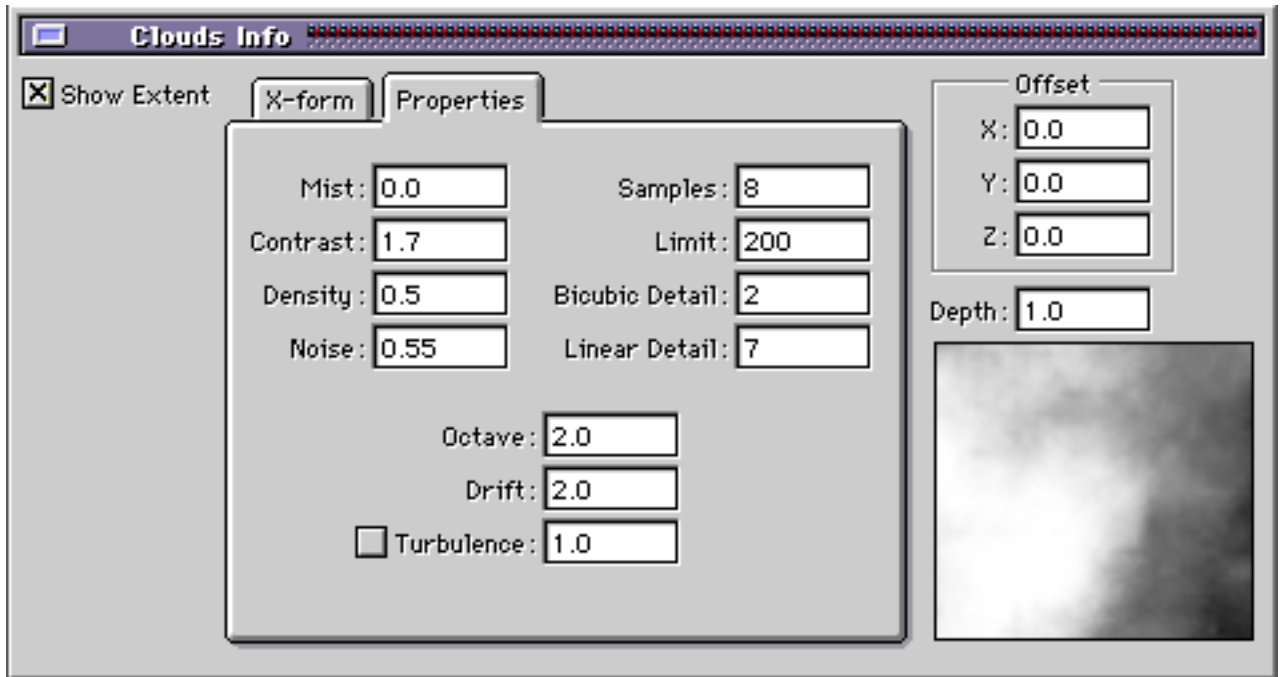 Clouds Info
Show Extent
X-form
Properties
Mist: 0.0
Contrast: 1.7
Density: 0.5
Noise: 0.55
Samples: 8
Limit: 200
Bicubic Detail: 2
Linear Detail: 7
Octave: 2.0
Drift: 2.0
Turbulence: 1.0
Offset
X: 0.0
Y: 0.0
Z: 0.0
Depth: 1.0